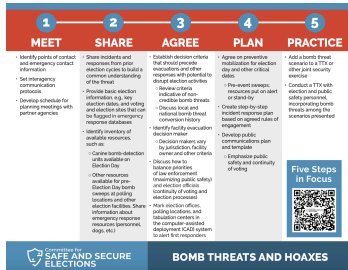 1
MEET
• Identify points of contact
and emergency contact
information
• Set interagency
communication
protocols
• Develop schedule for
planning meetings with
partner agencies
2
SHARE
• Share incidents and
responses from prior
election cycles to build a
common understanding
of the threat
• Provide basic election
information, e.g., key
election dates, and voting
and election sites that can
be flagged in emergency
response databases
• Identify inventory of
available resources,
such as:
○ Canine bomb-detection
units available on
Election Day
○ Other resources
available for pre-
Election Day bomb
sweeps at polling
locations and other
election facilities. Share
information about
emergency response
resources (personnel,
dogs, etc.)
3
AGREE
• Establish decision criteria
that should precede
evacuations and other
responses with potential to
disrupt election activities
○ Review criteria
indicative of non-
credible bomb threats
○ Discuss local and
national bomb threat
conversion history
• Identify facility evacuation
decision maker
○ Decision makers vary
by jurisdiction, facility
owner and other criteria
• Discuss how to
balance priorities
of law enforcement
(maximizing public safety)
and election officials
(continuity of voting and
election processes)
• Mark election offices,
polling locations, and
tabulation centers in
the computer-assisted
deployment (CAD) system
to alert first responders
4
PLAN
• Agree on preventive
mobilization for election
day and other critical
dates
○ Pre-event sweeps;
resources put on alert
or stand-by
• Create step-by-step
incident response plan
based on agreed rules of
engagement
• Develop public
communications plan
and template
○ Emphasize public
safety and continuity
of voting
5
PRACTICE
• Add a bomb threat
scenario to a TTX or other
joint security exercise
• Conduct a TTX with
election and public
safety personnel,
incorporating bomb
threats among the
scenarios presented
Five Steps
in Focus
Committee for
SAFE AND SECURE
ELECTIONS
BOMB THREATS AND HOAXES